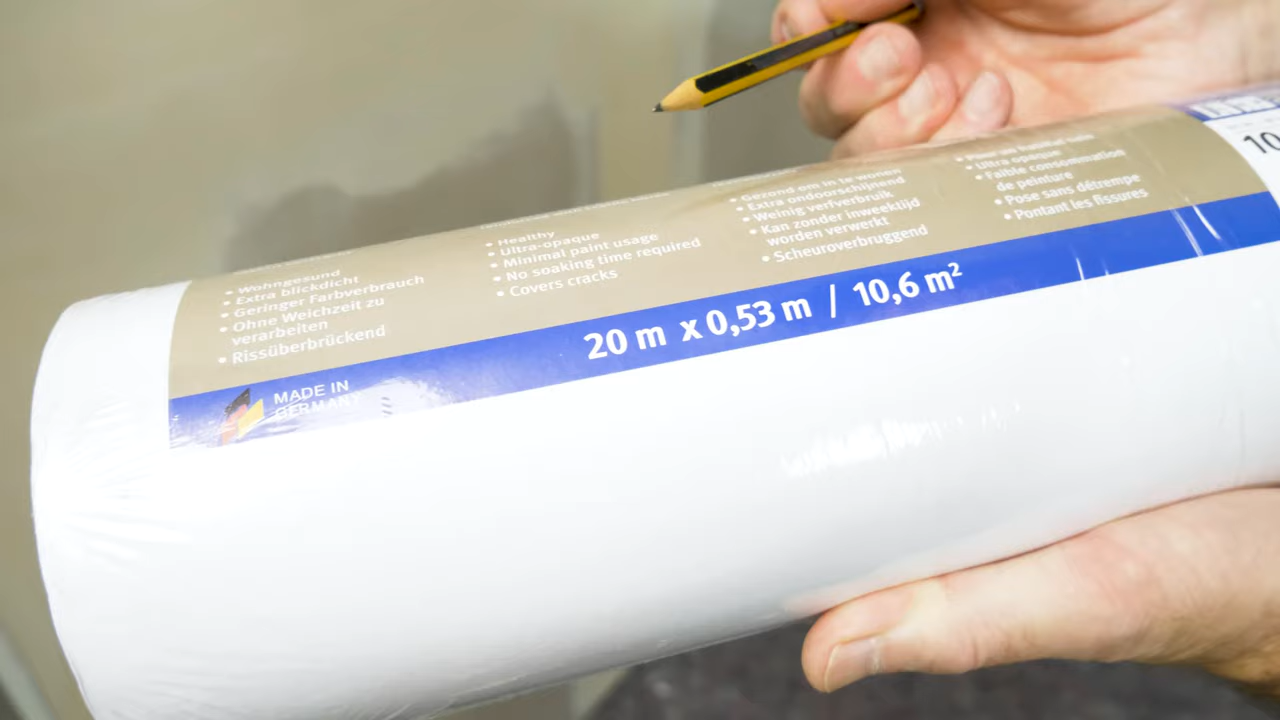 • Wohngesund
• Extra blickdicht
• Geringer Farbverbrauch
• Ohne Weichzeit zu
verarbeiten
• Rissüberbrückend
• Healthy
• Ultra-opaque
• Minimal paint usage
• No soaking time required
• Covers cracks
• Gezond om in te wonen
• Extra ondoorschijnend
• Weinig verfverbruik
• Kan zonder inweektijd
worden verwerkt
• Scheuroverbruggend
• Ultra opaque
• Faible consommation
de peinture
• Pose sans détrempe
• Pontant les fissures
20 m x 0,53 m / 10,6 m²
MADE IN
GERMANY
10